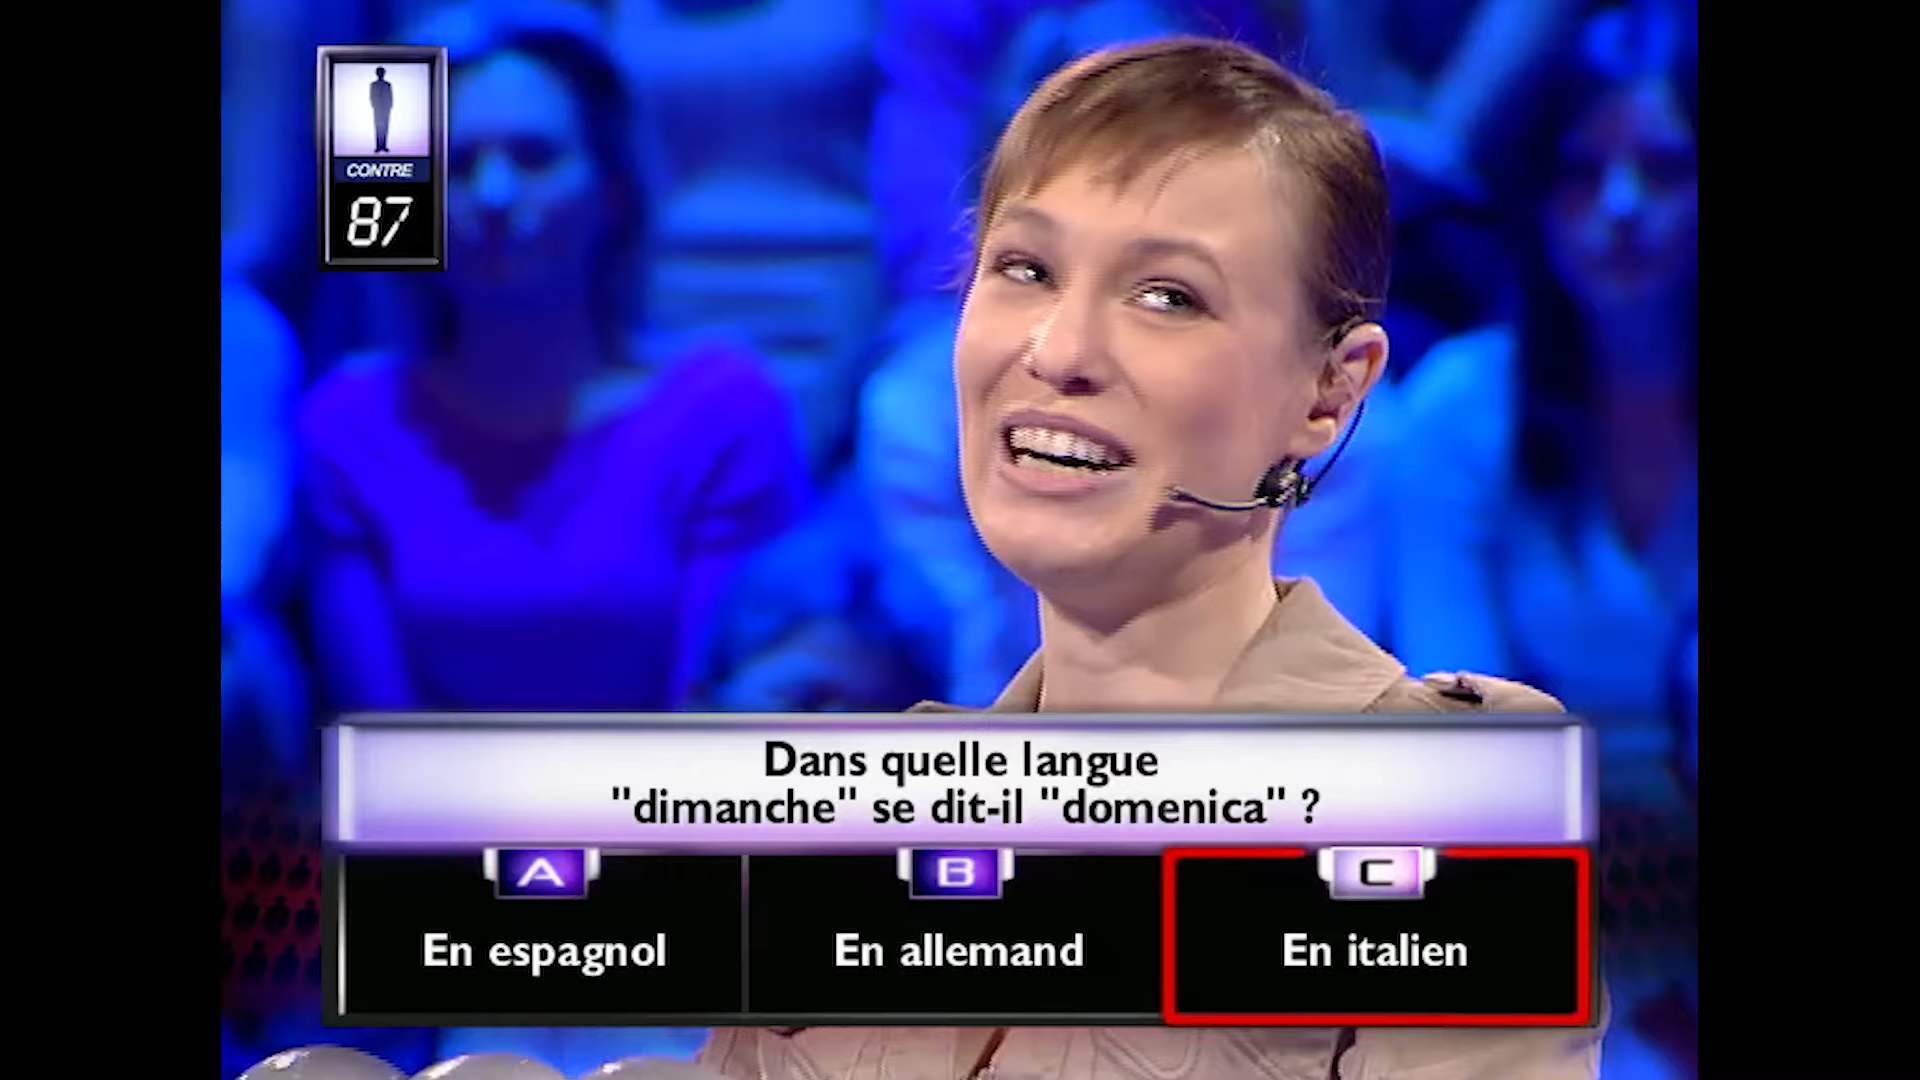 CONTRE
87
Dans quelle langue
"dimanche" se dit-il "domenica" ?
A
B
C
En espagnol
En allemand
En italien